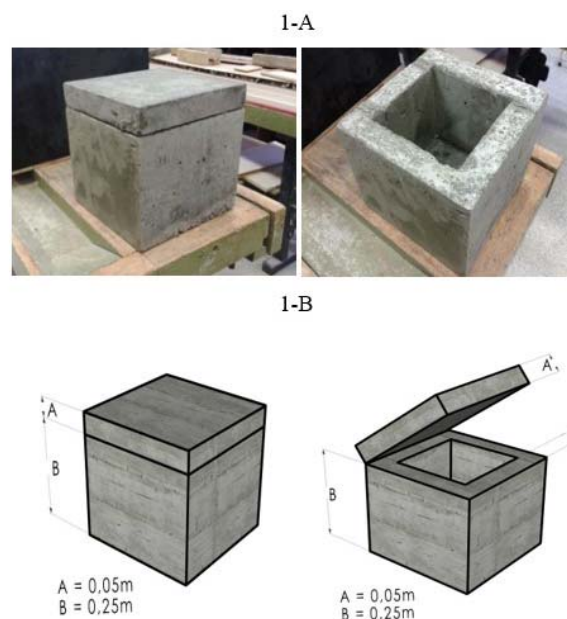 1-A
1-B
A
B
A = 0,05m
B = 0,25m
A
B
A = 0,05m
B = 0,25m